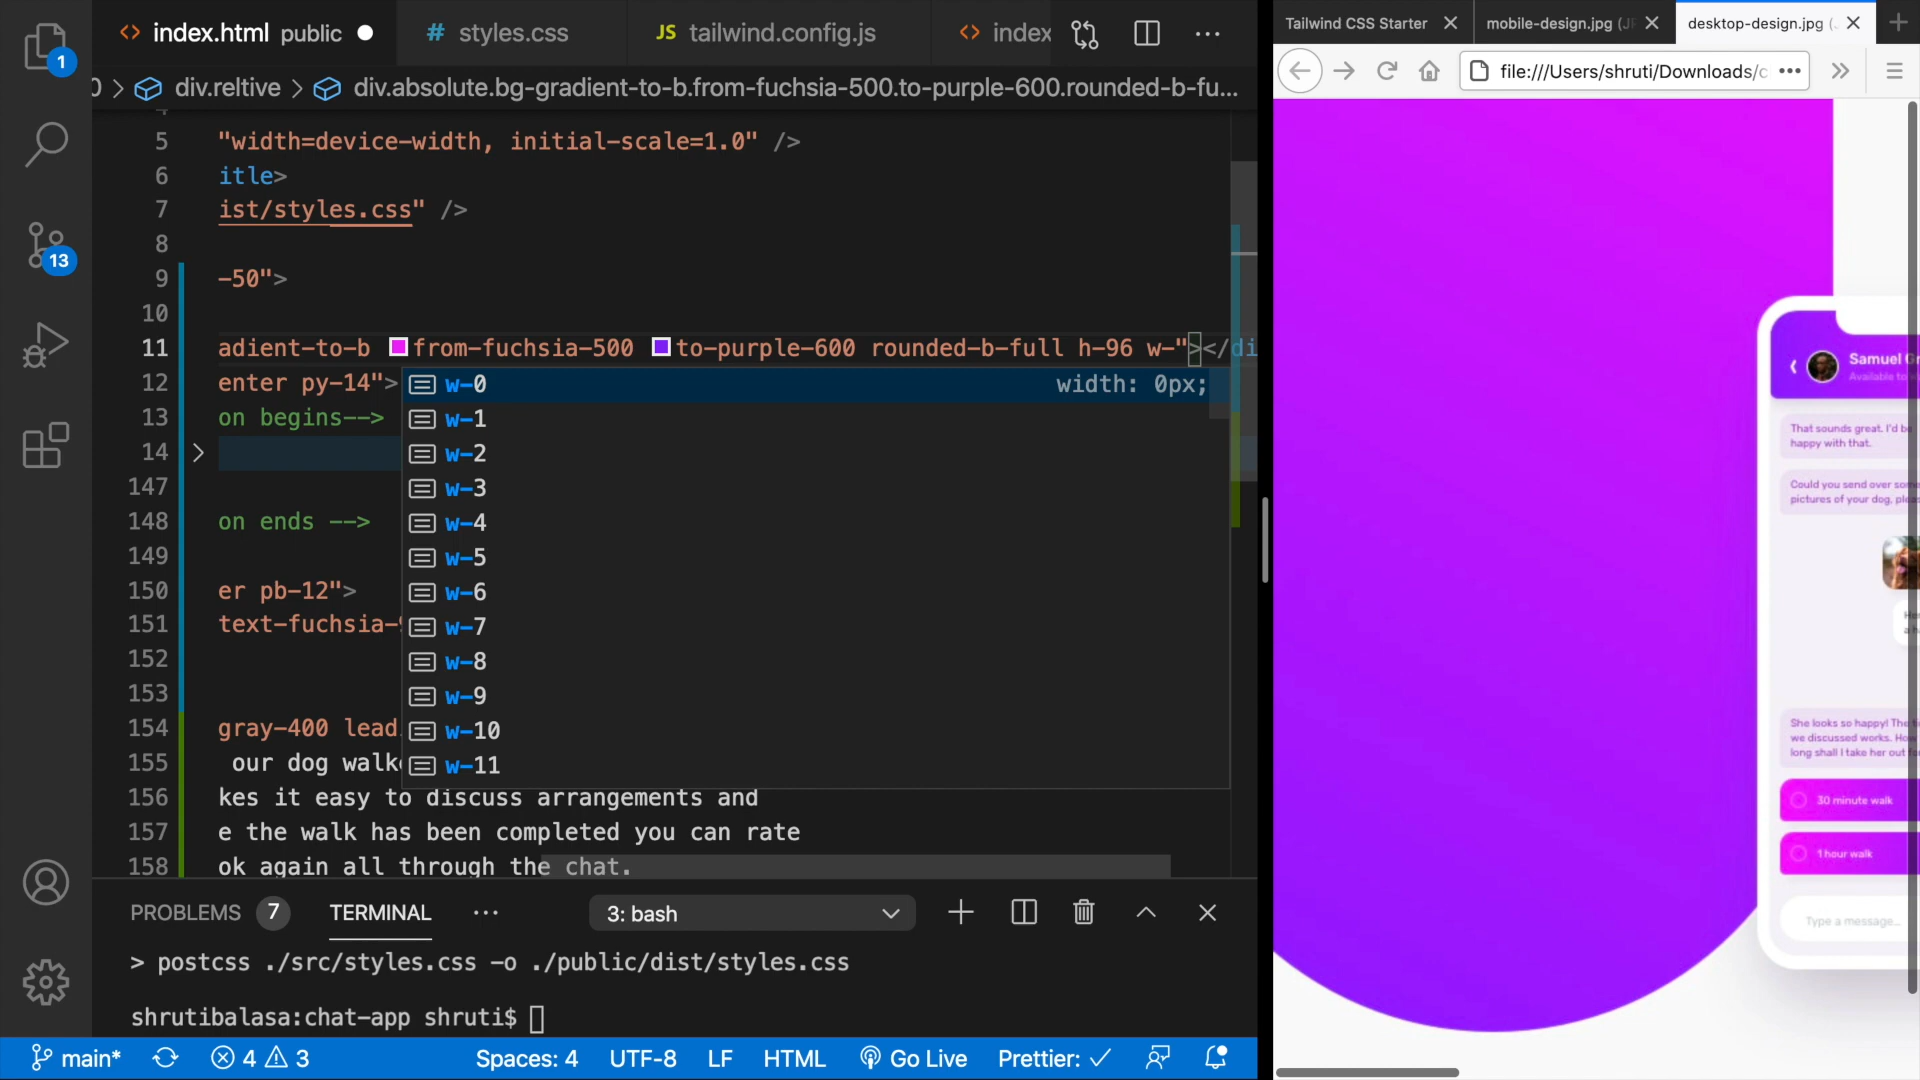 index.html public
styles.css
JS tailwind.config.js
index
div.reltive
div.absolute.bg-gradient-to-b.from-fuchsia-500.to-purple-600.rounded-b-fu...
5 "width=device-width, initial-scale=1.0" />
6 itle>
7 ist/styles.css" />
8
9 -50">
10
11 adient-to-b from-fuchsia-500 to-purple-600 rounded-b-full h-96 w-"></di
12 enter py-14">
13 on begins-->
14
147
148 on ends -->
149
150 er pb-12">
151 text-fuchsia-
152
153
154 gray-400 lead
155 our dog walk
156 kes it easy to discuss arrangements and
157 e the walk has been completed you can rate
158 ok again all through the chat.
w-0 width: 0px;
w-1
w-2
w-3
w-4
w-5
w-6
w-7
w-8
w-9
w-10
w-11
1
13
PROBLEMS 7 TERMINAL ...
3: bash
> postcss ./src/styles.css -o ./public/dist/styles.css
shrutibalasa:chat-app shruti$
main* 4 3 Spaces: 4 UTF-8 LF HTML Go Live Prettier: ✓
Tailwind CSS Starter
mobile-design.jpg (J
desktop-design.jpg (
file:///Users/shruti/Downloads/c
Samuel Gr
Available to
That sounds great. I'd be
happy with that.
Could you send over som
pictures of your dog, plea
She looks so happy! The
we discussed works. How
long shall I take her out fo
30 minute walk
1 hour walk
Type a message...